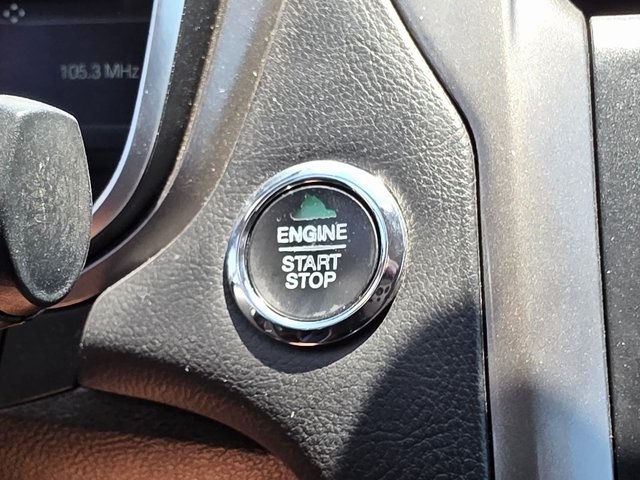 105.3 MHz
ENGINE
START
STOP